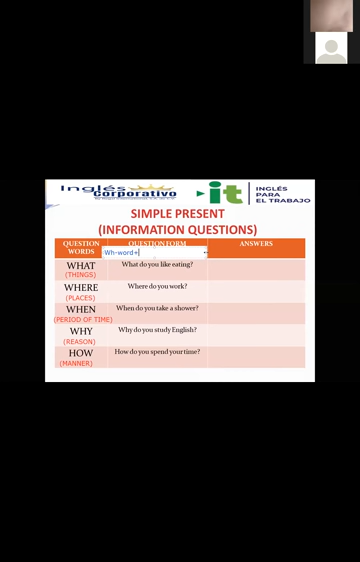 Inglés
Corporativo
it
INGLÉS
PARA
EL TRABAJO
SIMPLE PRESENT
(INFORMATION QUESTIONS)
QUESTION WORDS
QUESTION FORM
ANSWERS
Wh-word+
WHAT
(THINGS)
What do you like eating?
WHERE
(PLACES)
Where do you work?
WHEN
(PERIOD OF TIME)
When do you take a shower?
WHY
(REASON)
Why do you study English?
HOW
(MANNER)
How do you spend your time?